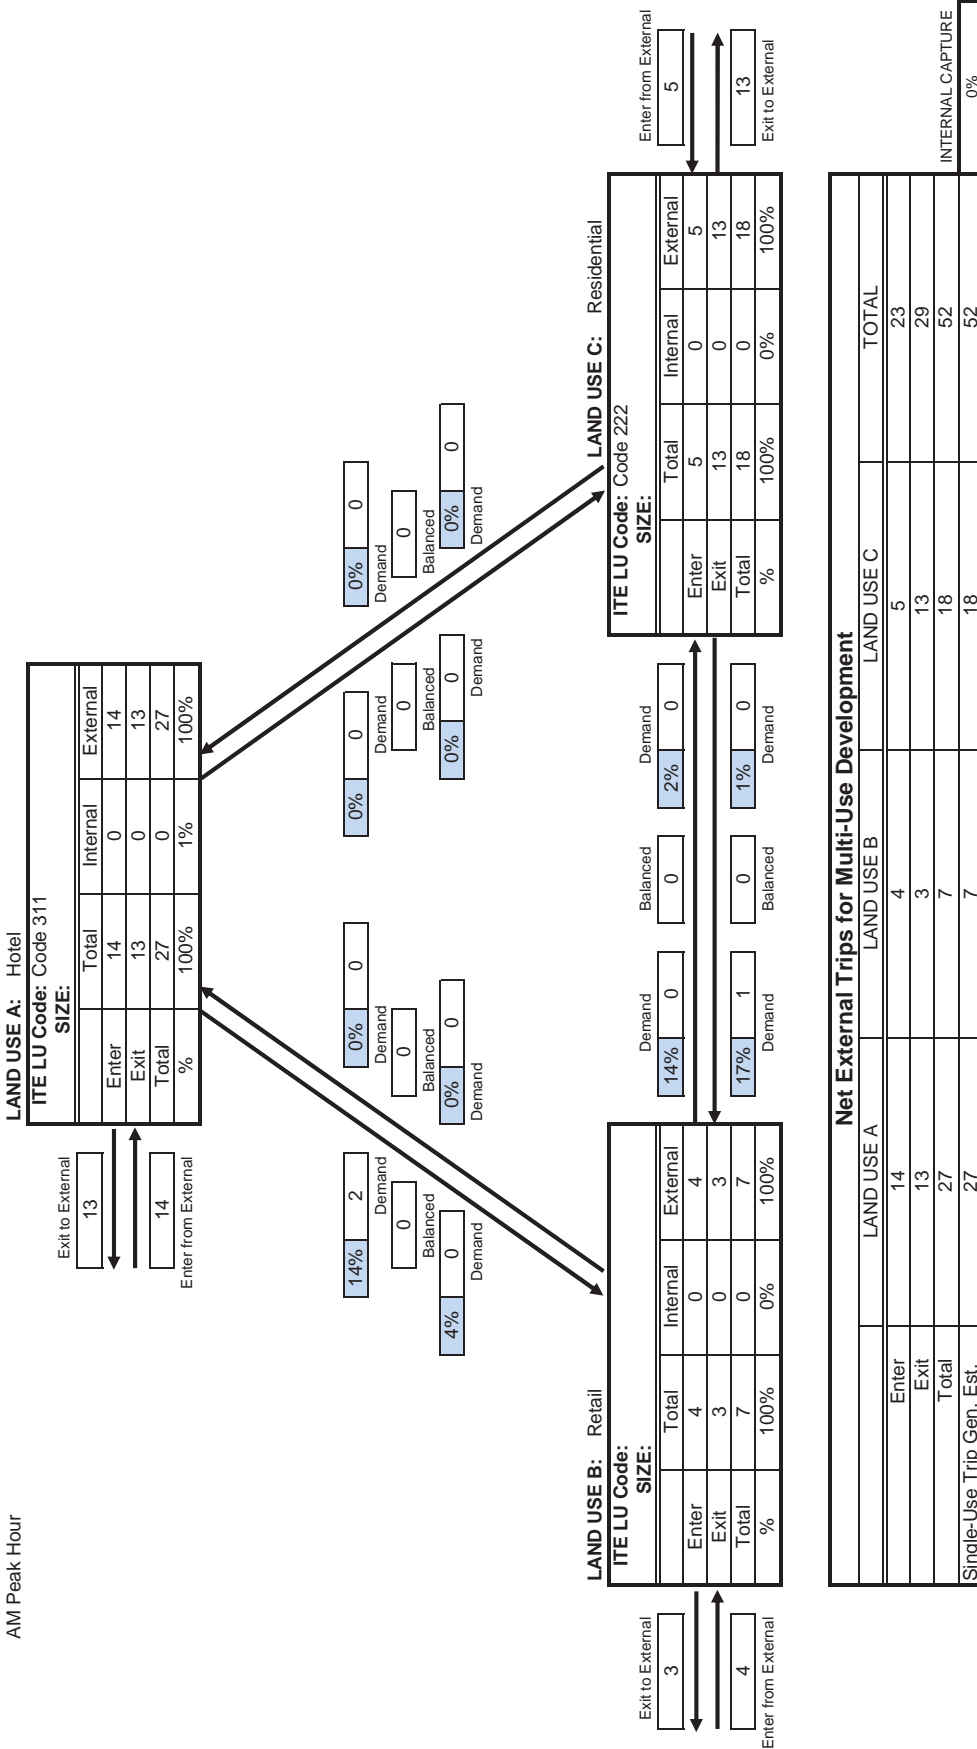 AM Peak Hour
LAND USE A: Hotel
ITE LU Code: Code 311
SIZE:
Total Internal External
Enter 14 0 14
Exit 13 0 13
Total 27 0 27
% 100% 1% 100%
Exit to External
13
14
Enter from External
14% 2
Demand
0
Balanced
4% 0
Demand
0% 0
Demand
0
Balanced
0% 0
Demand
0% 0
Demand
0
Balanced
0% 0
Demand
0% 0
Demand
0
Balanced
0% 0
Demand
LAND USE B: Retail
ITE LU Code:
SIZE:
Total Internal External
Enter 4 0 4
Exit 3 0 3
Total 7 0 7
% 100% 0% 100%
Exit to External
3
4
Enter from External
Demand Balanced Demand
14% 0 0 2% 0
17% 1 0 1% 0
Demand Balanced Demand
LAND USE C: Residential
ITE LU Code: Code 222
SIZE:
Total Internal External
Enter 5 0 5
Exit 13 0 13
Total 18 0 18
% 100% 0% 100%
Enter from External
5
13
Exit to External
Net External Trips for Multi-Use Development
LAND USE A LAND USE B LAND USE C TOTAL
Enter 14 4 5 23
Exit 13 3 13 29
Total 27 7 18 52 INTERNAL CAPTURE
Single-Use Trip Gen. Est. 27 7 18 52 0%